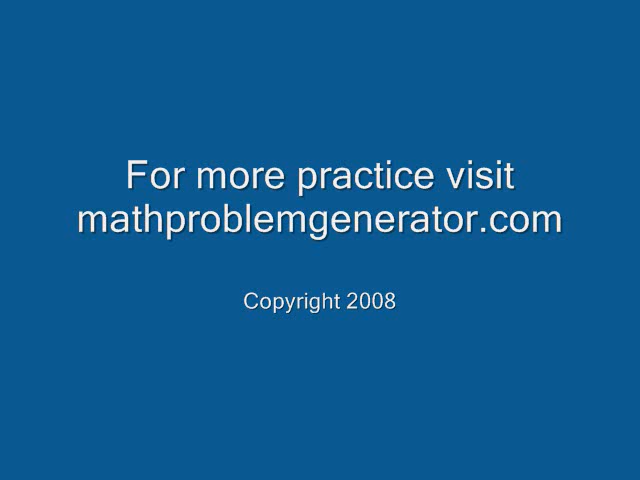 For more practice visit
mathproblemgenerator.com
Copyright 2008